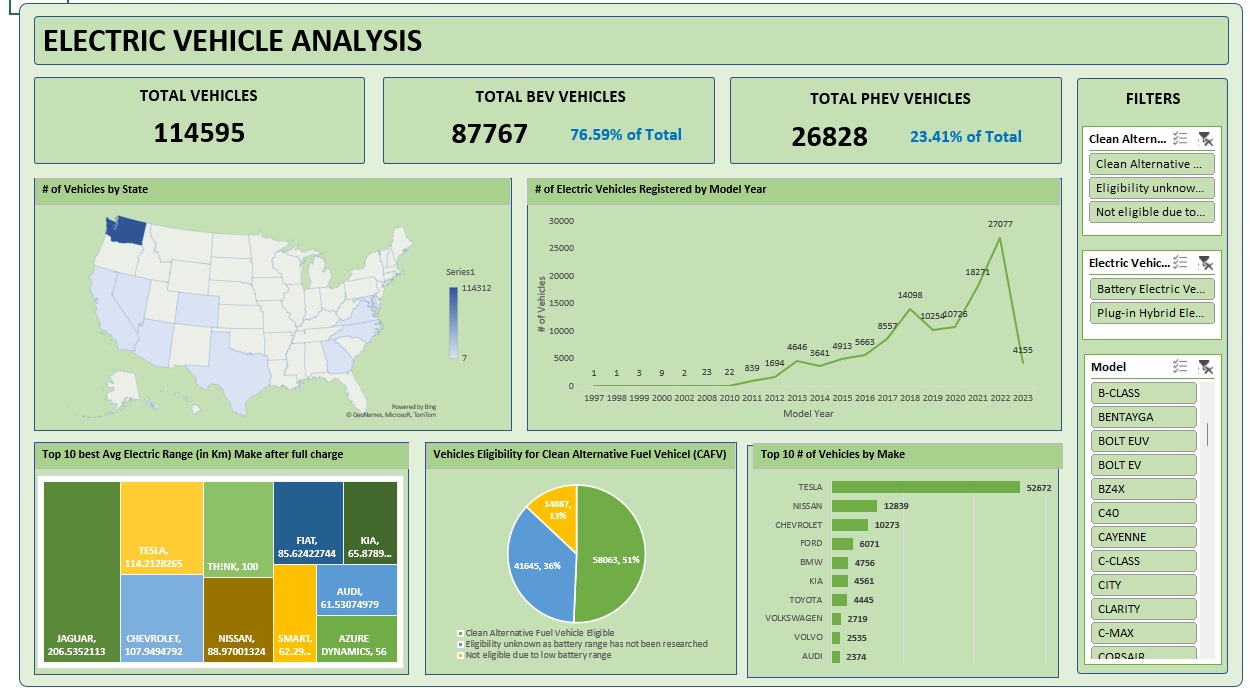 ELECTRIC VEHICLE ANALYSIS
TOTAL VEHICLES
114595
TOTAL BEV VEHICLES
87767
76.59% of Total
TOTAL PHEV VEHICLES
26828
23.41% of Total
FILTERS
Clean Altern...
Clean Alternative ...
Eligibility unknow...
Not eligible due to...
Electric Vehic...
Battery Electric Ve...
Plug-in Hybrid Ele...
Model
B-CLASS
BENTAYGA
BOLT EUV
BOLT EV
BZ4X
C40
CAYENNE
C-CLASS
CITY
CLARITY
C-MAX
CORSAIR
# of Vehicles by State
Series1
114312
7
Powered by Bing
© GeoNames, Microsoft, TomTom
# of Electric Vehicles Registered by Model Year
# of Vehicles
30000
25000
20000
15000
10000
5000
0
1 1 3 9 2 23 22 839 1694 4646 3641 4913 5663 8557 14098 10254 10726 18271 27077 4155
1997 1998 1999 2000 2002 2008 2010 2011 2012 2013 2014 2015 2016 2017 2018 2019 2020 2021 2022 2023
Model Year
Top 10 best Avg Electric Range (in Km) Make after full charge
JAGUAR,
206.5352113
TESLA,
114.2128265
CHEVROLET,
107.9494792
TH!NK, 100
NISSAN,
88.97001324
FIAT,
85.62422744
KIA,
65.8789...
SMART,
62.29...
AUDI,
61.53074979
AZURE
DYNAMICS, 56
Vehicles Eligibility for Clean Alternative Fuel Vehicel (CAFV)
14887,
13%
41645, 36%
58063, 51%
Clean Alternative Fuel Vehicle Eligible
Eligibility unknown as battery range has not been researched
Not eligible due to low battery range
Top 10 # of Vehicles by Make
TESLA 52672
NISSAN 12839
CHEVROLET 10273
FORD 6071
BMW 4756
KIA 4561
TOYOTA 4445
VOLKSWAGEN 2719
VOLVO 2535
AUDI 2374